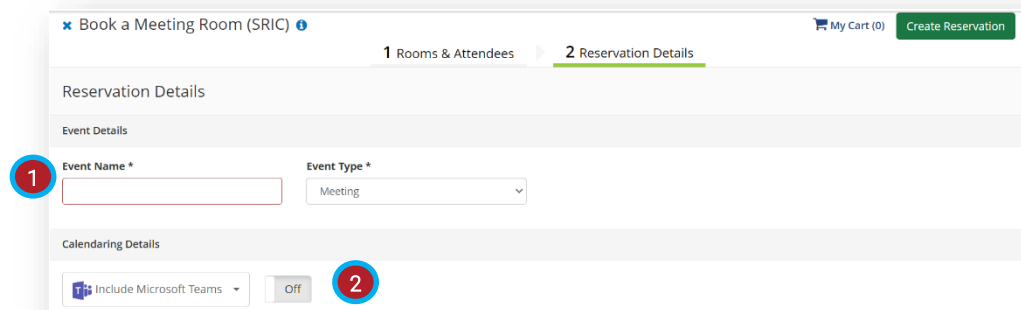 × Book a Meeting Room (SRIC) i
My Cart (0)
Create Reservation
1 Rooms & Attendees
2 Reservation Details
Reservation Details
Event Details
Event Name * Event Type *
1
Meeting
Calendaring Details
Include Microsoft Teams
Off
2